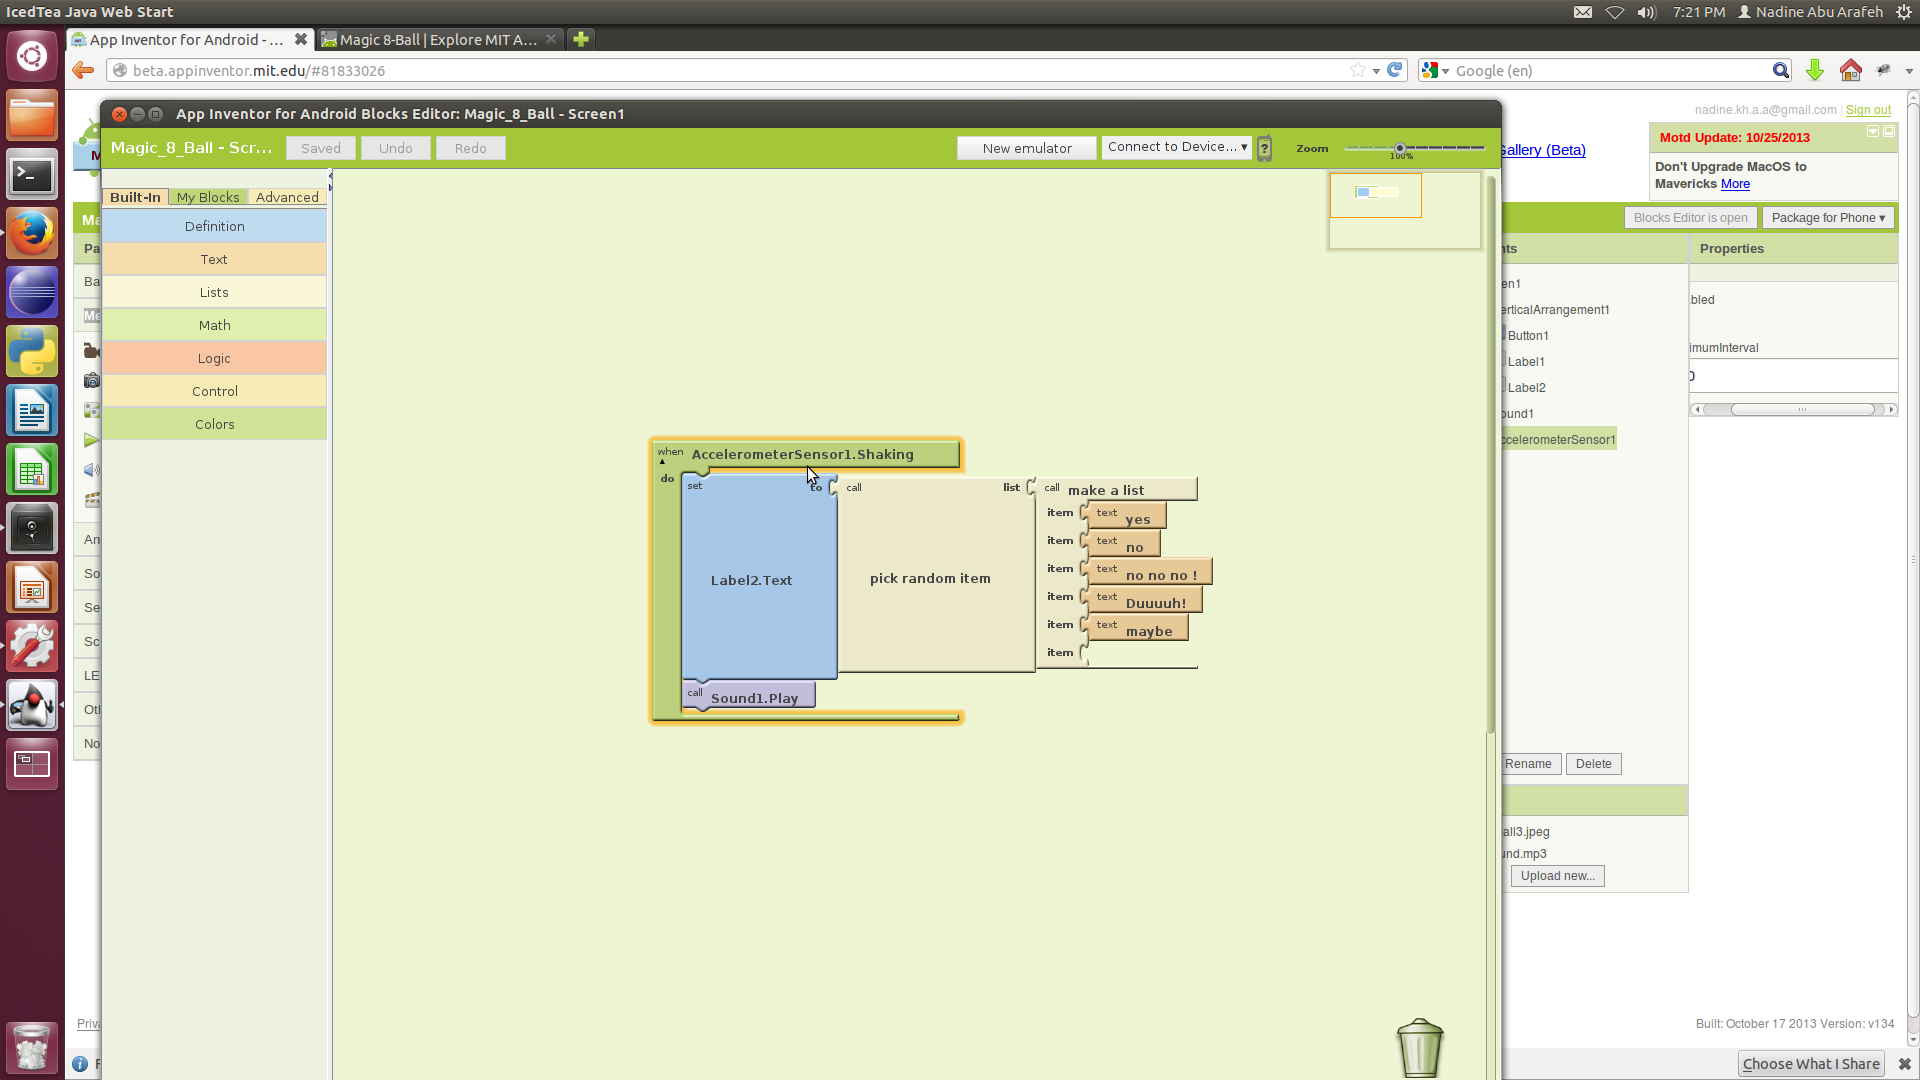 IcedTea Java Web Start
7:21 PM Nadine Abu Arafeh
App Inventor for Android - ...
Magic 8-Ball | Explore MIT A...
beta.appinventor.mit.edu/#81833026
Google (en)
nadine.kh.a.a@gmail.com | Sign out
App Inventor for Android Blocks Editor: Magic_8_Ball - Screen1
Magic_8_Ball - Scr...
Saved
Undo
Redo
New emulator
Connect to Device...
Zoom
100%
Gallery (Beta)
Motd Update: 10/25/2013
Don't Upgrade MacOS to
Mavericks More
Blocks Editor is open
Package for Phone
Built-In
My Blocks
Advanced
Definition
Text
Lists
Math
Logic
Control
Colors
Ma
Pa
Ba
Me
An
So
Se
Sc
LE
Ot
No
when AccelerometerSensor1.Shaking
do
set Label2.Text to
call pick random item list
call make a list
item text yes
item text no
item text no no no !
item text Duuuuh!
item text maybe
item
call Sound1.Play
nts
Properties
en1
erticalArrangement1
Button1
Label1
Label2
ound1
ccelerometerSensor1
bled
imumInterval
0
Rename
Delete
all3.jpeg
und.mp3
Upload new...
Priva
Built: October 17 2013 Version: v134
Choose What I Share